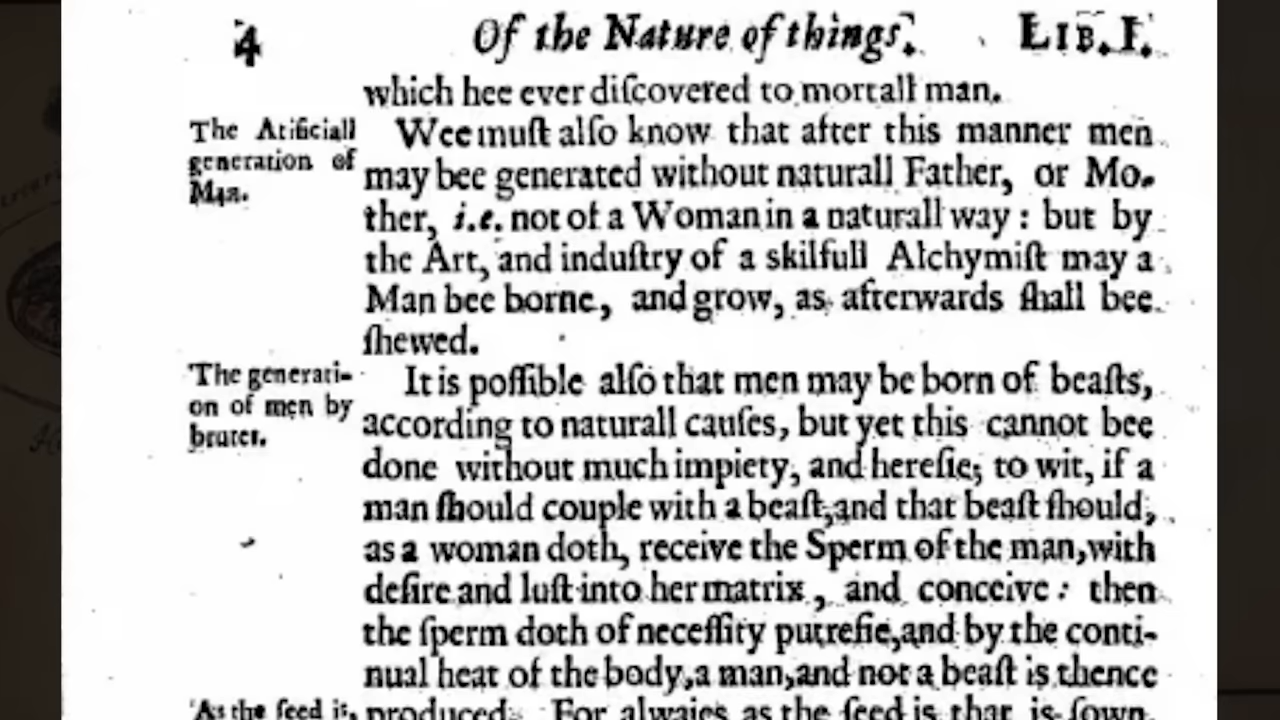 4 Of the Nature of things. LIB. I.
which hee ever discovered to mortall man.
The Atificiall
generation of
Man.
Wee muſt alſo know that after this manner men
may bee generated without naturall Father, or Mo-
ther, i.e. not of a Woman in a naturall way : but by
the Art, and induſtry of a skilfull Alchymiſt may a
Man bee borne, and grow, as afterwards ſhall bee
ſhewed.
The generati-
on of men by
brutes.
It is poſſible alſo that men may be born of beaſts,
according to naturall cauſes, but yet this cannot bee
done without much impiety, and hereſie; to wit, if a
man ſhould couple with a beaſt, and that beaſt ſhould,
as a woman doth, receive the Sperm of the man, with
deſire and luſt into her matrix, and conceive : then
the ſperm doth of neceſſity putrefie, and by the conti-
nual heat of the body, a man, and not a beaſt is thence
As the ſeed is,
produced. For alwaies as the ſeed is that is ſown,